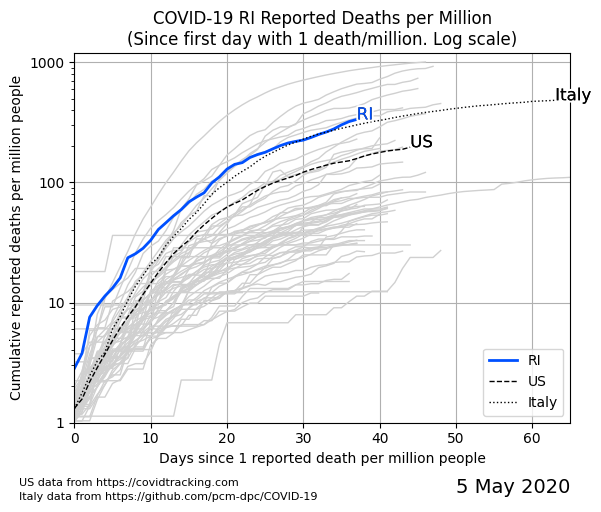 COVID-19 RI Reported Deaths per Million
(Since first day with 1 death/million. Log scale)
Cumulative reported deaths per million people
1000
100
10
1
Italy
RI
US
RI
US
Italy
0 10 20 30 40 50 60
Days since 1 reported death per million people
US data from https://covidtracking.com
Italy data from https://github.com/pcm-dpc/COVID-19
5 May 2020